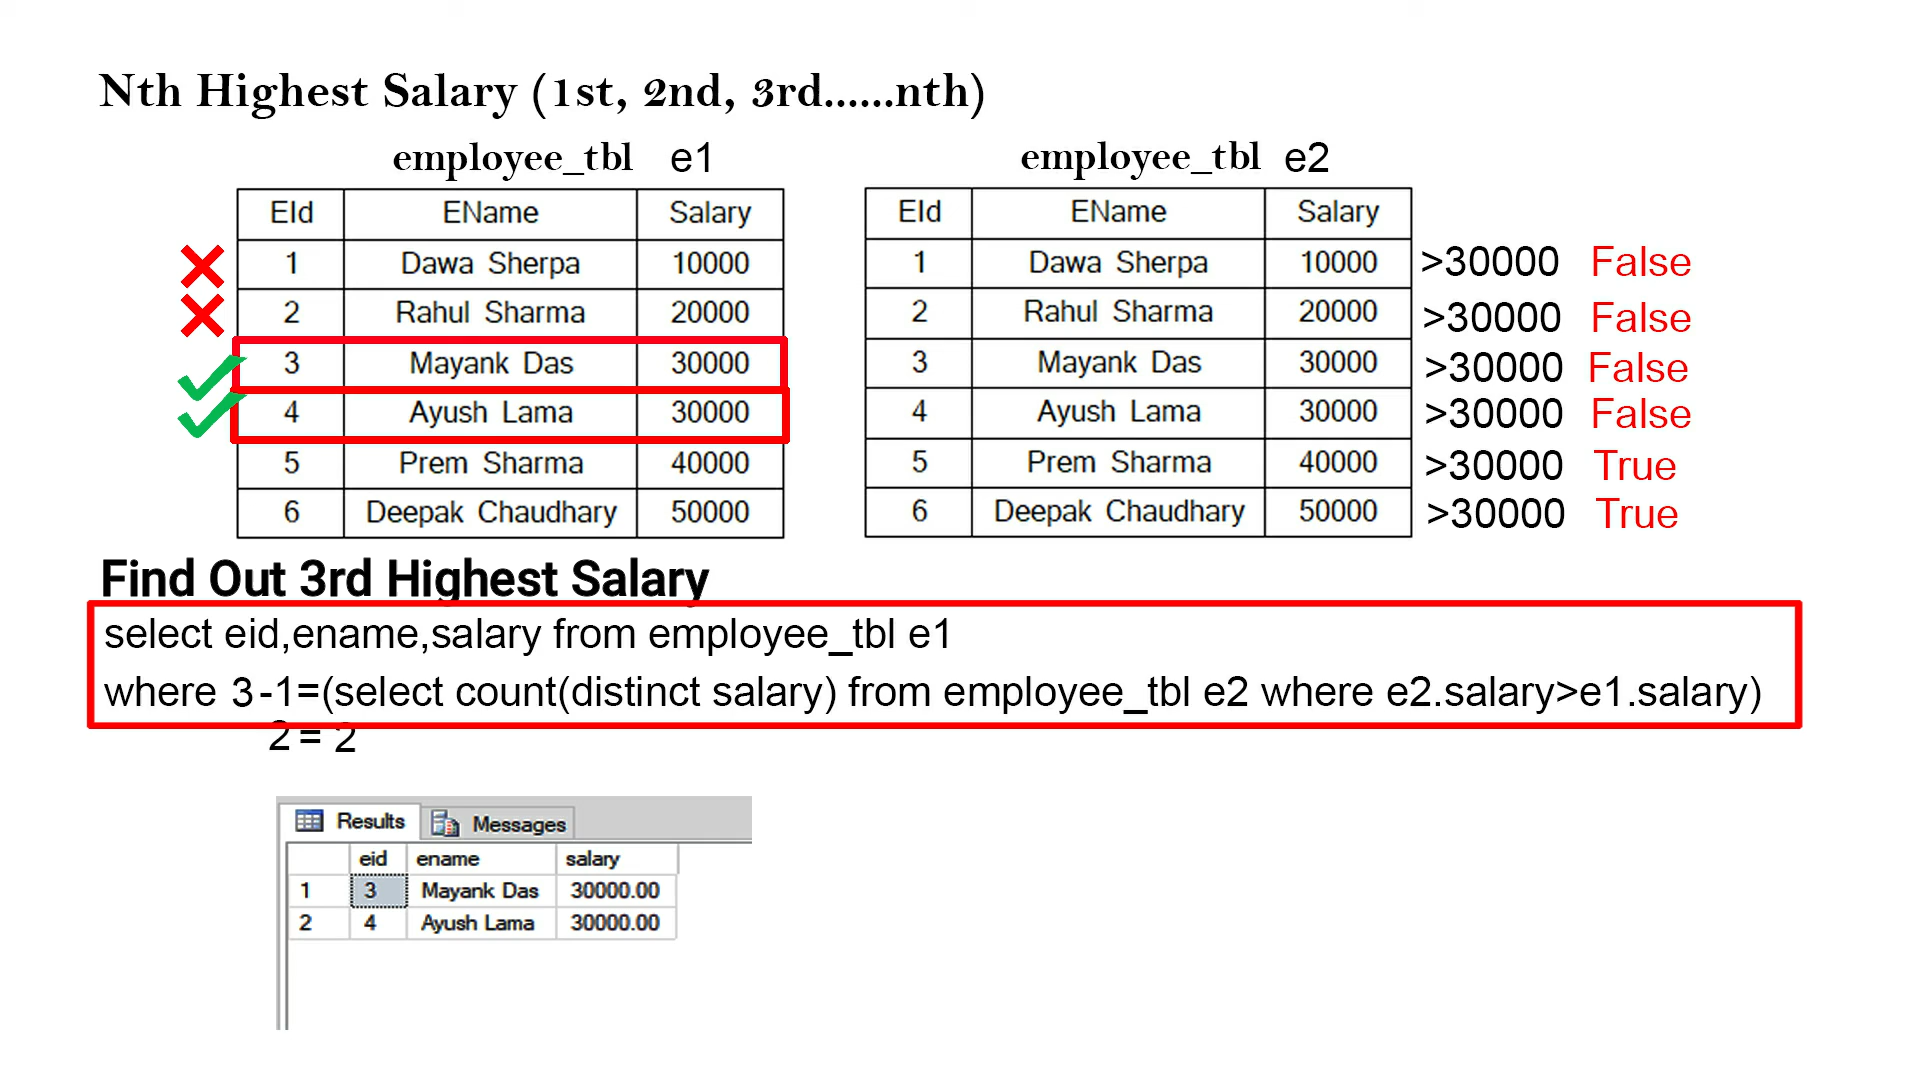 Nth Highest Salary (1st, 2nd, 3rd......nth)
employee_tbl e1
EId EName Salary
1 Dawa Sherpa 10000
2 Rahul Sharma 20000
3 Mayank Das 30000
4 Ayush Lama 30000
5 Prem Sharma 40000
6 Deepak Chaudhary 50000
employee_tbl e2
EId EName Salary
1 Dawa Sherpa 10000 >30000 False
2 Rahul Sharma 20000 >30000 False
3 Mayank Das 30000 >30000 False
4 Ayush Lama 30000 >30000 False
5 Prem Sharma 40000 >30000 True
6 Deepak Chaudhary 50000 >30000 True
Find Out 3rd Highest Salary
select eid,ename,salary from employee_tbl e1
where 3-1=(select count(distinct salary) from employee_tbl e2 where e2.salary>e1.salary)
2 = 2
Results Messages
eid ename salary
1 3 Mayank Das 30000.00
2 4 Ayush Lama 30000.00